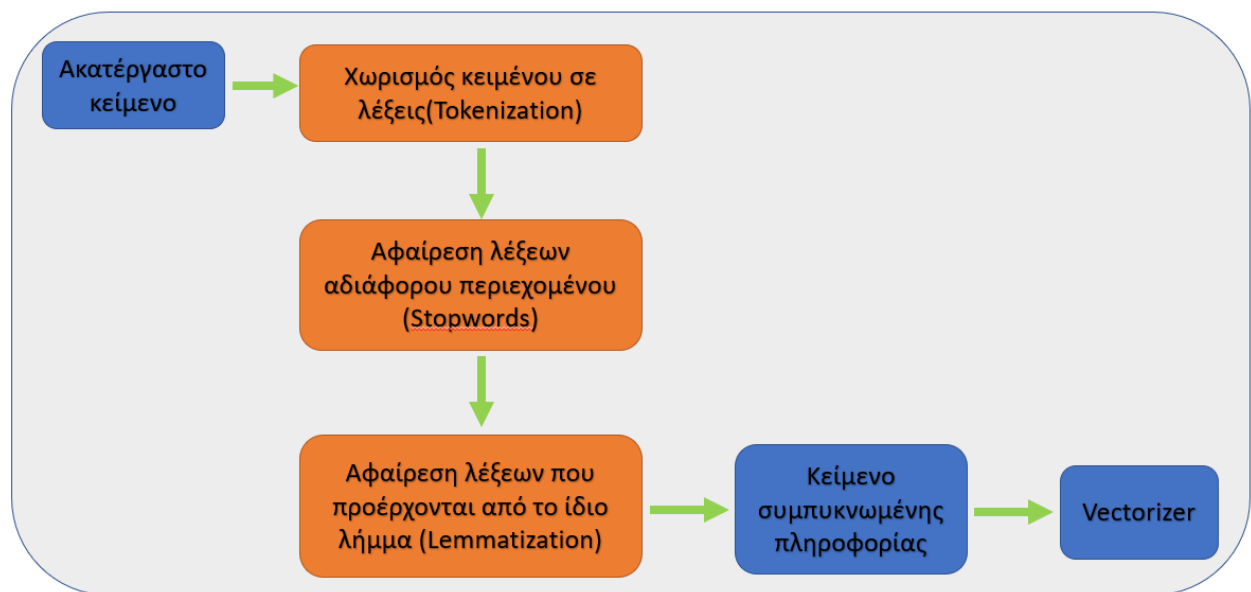 Ακατέργαστο
κείμενο
Χωρισμός κειμένου σε
λέξεις(Tokenization)
Αφαίρεση λέξεων
αδιάφορου περιεχομένου
(Stopwords)
Αφαίρεση λέξεων που
προέρχονται από το ίδιο
λήμμα (Lemmatization)
Κείμενο
συμπυκνωμένης
πληροφορίας
Vectorizer